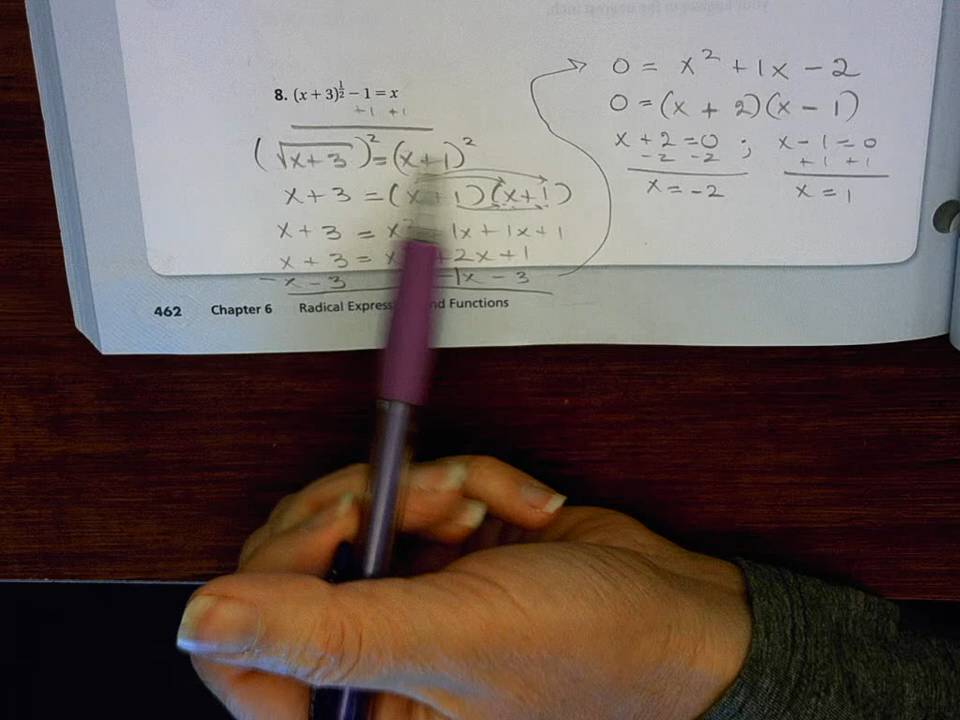 8. (x + 3)^½ − 1 = x
+1 +1
(√x+3)² = (x+1)²
x + 3 = (x + 1)(x+1)
x + 3 = x² 1x + 1x + 1
x + 3 = x +2x + 1
−x − 3 −1x − 3
0 = x² + 1x − 2
0 = (x + 2)(x − 1)
x + 2 = 0 ; x − 1 = 0
−2 −2 +1 +1
x = −2 x = 1
462 Chapter 6 Radical Expres nd Functions